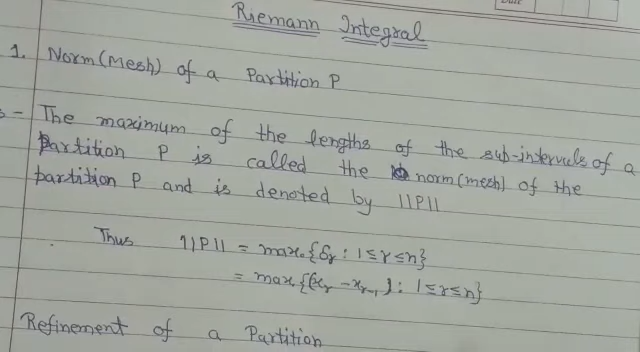 Riemann Integral
1. Norm (Mesh) of a Partition P
The maximum of the lengths of the sub-intervals of a
Partition P is called the norm (mesh) of the
partition P and is denoted by ||P||
Thus ||P|| = max.{δr : 1≤r≤n}
= max.{(xr - xr-1) : 1≤r≤n}
Refinement of a Partition